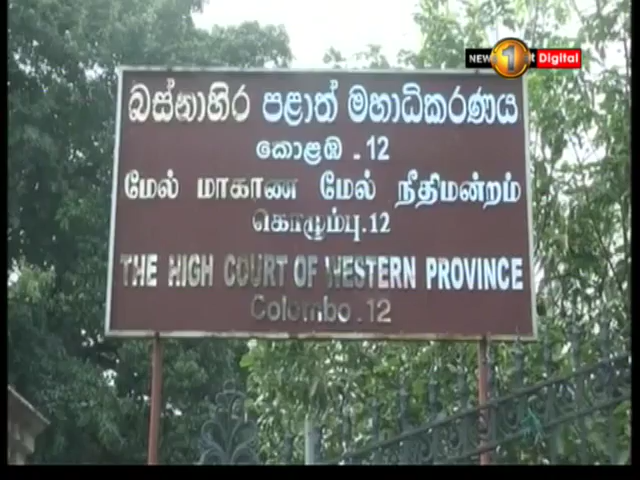 NEWS 1st Digital
බස්නාහිර පළාත් මහාධිකරණය
කොළඹ . 12
மேல் மாகாண மேல் நீதிமன்றம்
கொழும்பு.12
THE HIGH COURT OF WESTERN PROVINCE
Colombo .12